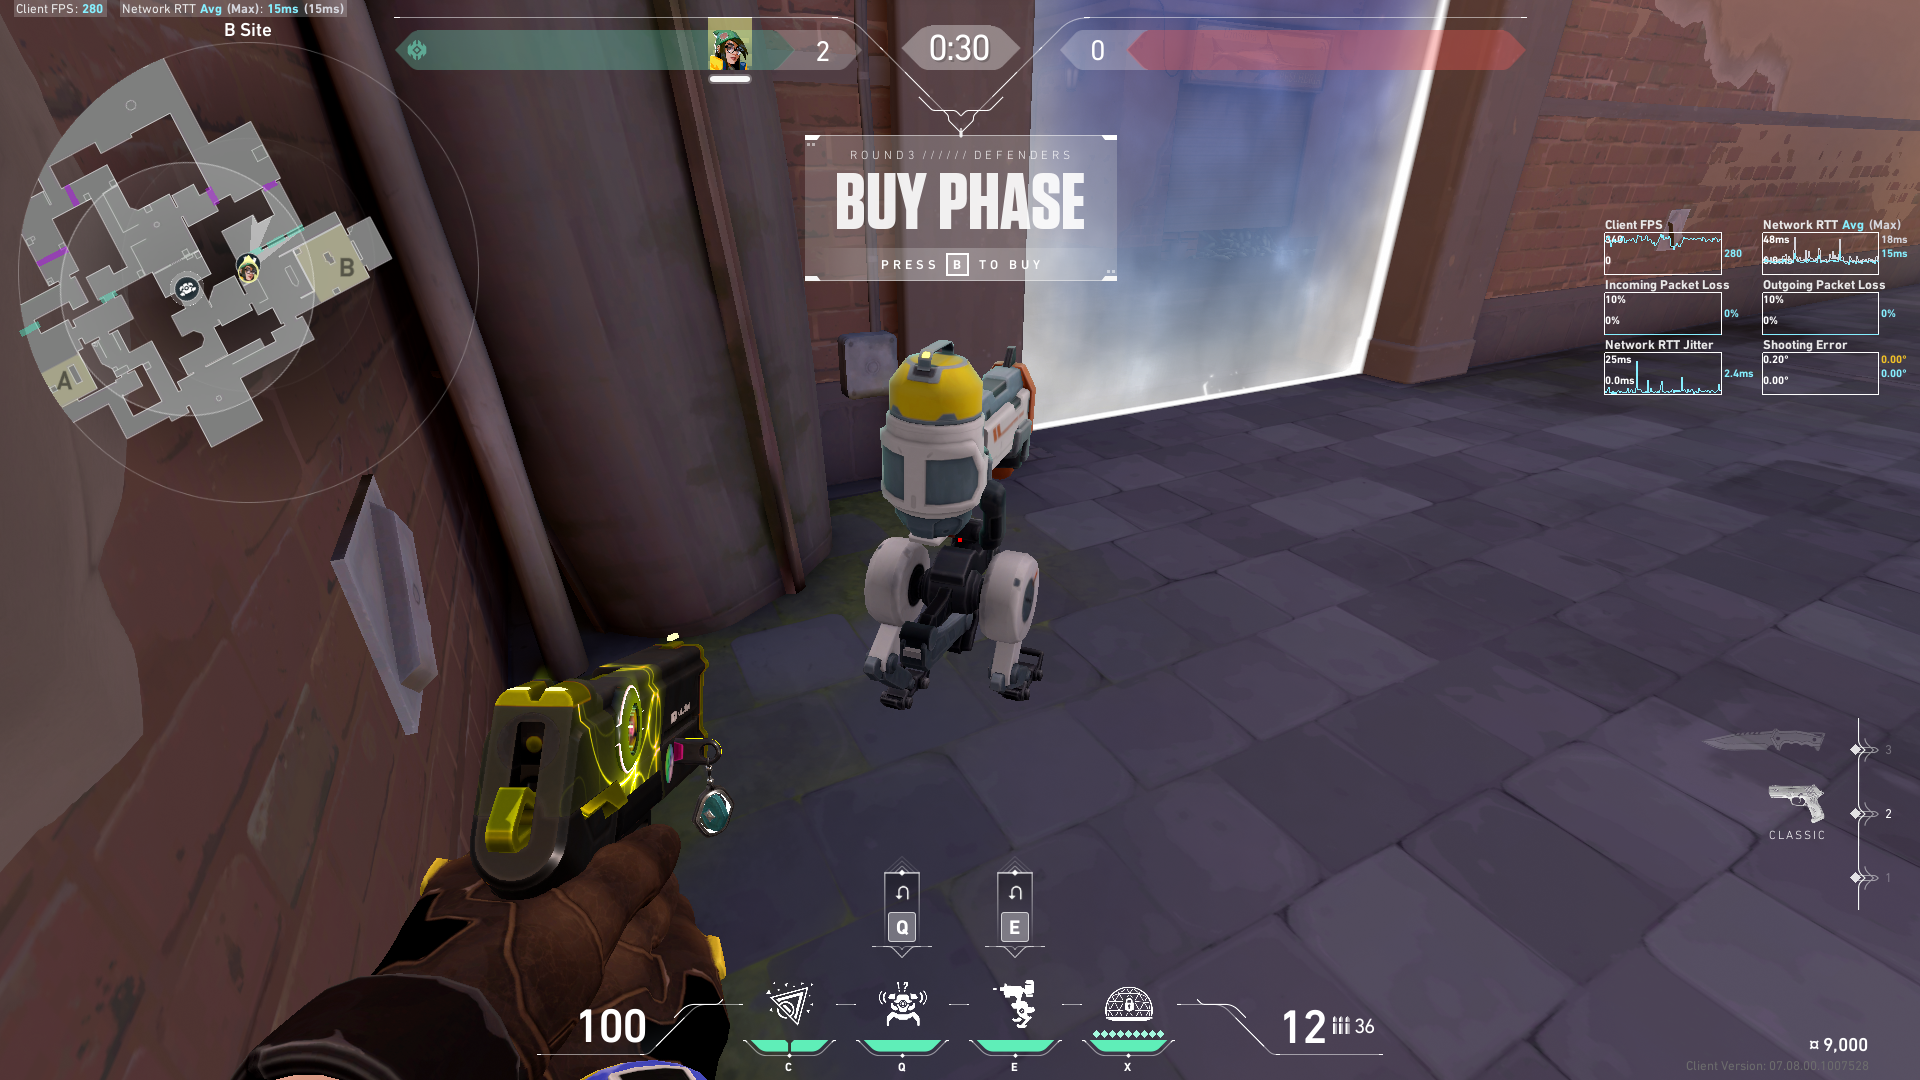 Client FPS: 280 Network RTT Avg (Max): 15ms (15ms)
B Site
2 0:30 0
ROUND 3 ////// DEFENDERS
BUY PHASE
PRESS B TO BUY
B
A
Client FPS Network RTT Avg (Max)
340
0
280
48ms
0.0ms
18ms
15ms
Incoming Packet Loss Outgoing Packet Loss
10%
0%
0%
10%
0%
0%
Network RTT Jitter Shooting Error
25ms
0.0ms
2.4ms
0.20°
0.00°
0.00°
0.00°
3
2
CLASSIC
1
Q E
100
12 36
C Q E X
¤ 9,000
Client Version: 07.08.00.1007528